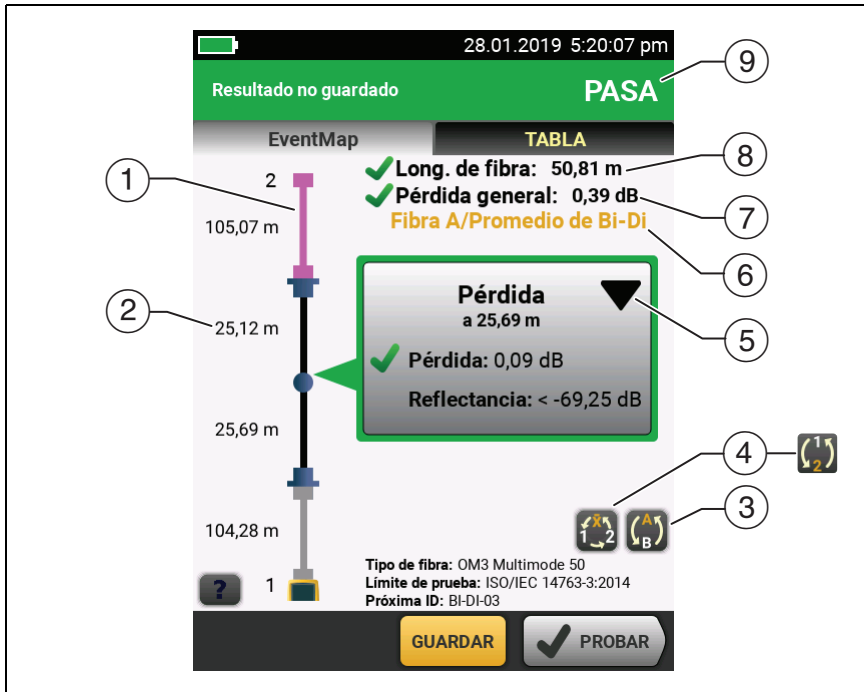 28.01.2019 5:20:07 pm
9
Resultado no guardado
PASA
EventMap
TABLA
8
Long. de fibra: 50,81 m
1
2
Pérdida general: 0,39 dB
7
105,07 m
Fibra A/Promedio de Bi-Di
6
Pérdida
a 25,69 m
2
25,12 m
5
Pérdida: 0,09 dB
Reflectancia: < -69,25 dB
25,69 m
4
1
2
3
x̄
1 2
A
B
104,28 m
Tipo de fibra: OM3 Multimode 50
Límite de prueba: ISO/IEC 14763-3:2014
Próxima ID: BI-DI-03
?
1
GUARDAR
PROBAR